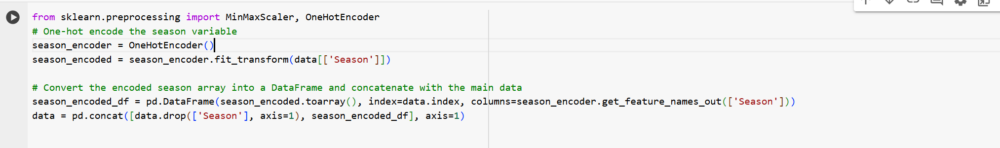 from sklearn.preprocessing import MinMaxScaler, OneHotEncoder
# One-hot encode the season variable
season_encoder = OneHotEncoder()
season_encoded = season_encoder.fit_transform(data[['Season']])
# Convert the encoded season array into a DataFrame and concatenate with the main data
season_encoded_df = pd.DataFrame(season_encoded.toarray(), index=data.index, columns=season_encoder.get_feature_names_out(['Season']))
data = pd.concat([data.drop(['Season'], axis=1), season_encoded_df], axis=1)